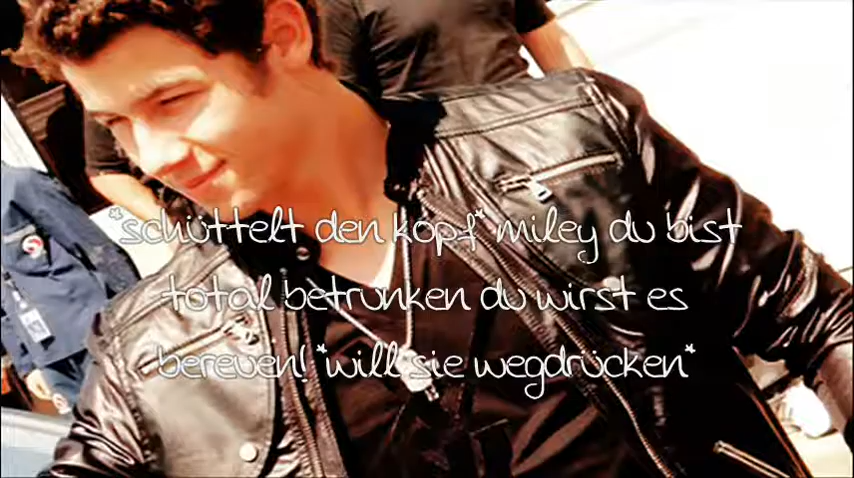 *schüttelt den kopf* miley du bist
total betrunken du wirst es
bereuen! *will sie wegdrücken*